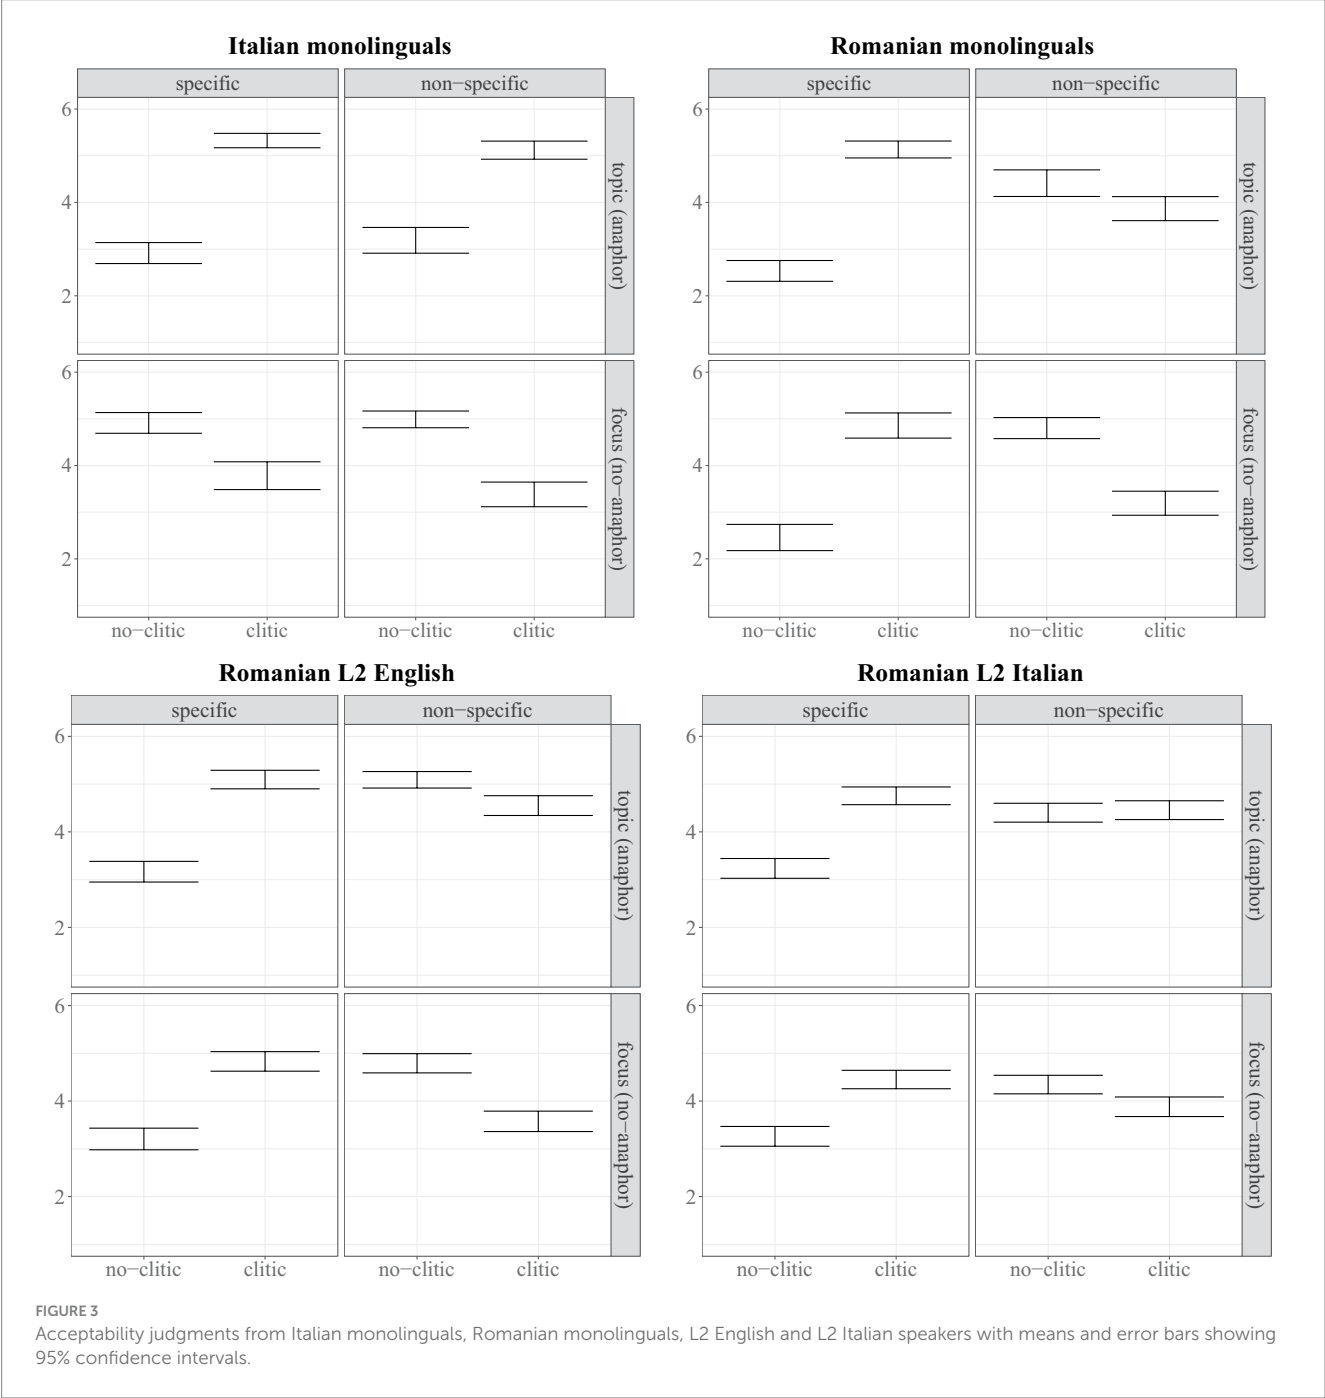 Italian monolinguals
specific
non−specific
6
4
2
topic (anaphor)
6
4
2
focus (no−anaphor)
no−clitic
clitic
no−clitic
clitic
Romanian monolinguals
specific
non−specific
6
4
2
topic (anaphor)
6
4
2
focus (no−anaphor)
no−clitic
clitic
no−clitic
clitic
Romanian L2 English
specific
non−specific
6
4
2
topic (anaphor)
6
4
2
focus (no−anaphor)
no−clitic
clitic
no−clitic
clitic
Romanian L2 Italian
specific
non−specific
6
4
2
topic (anaphor)
6
4
2
focus (no−anaphor)
no−clitic
clitic
no−clitic
clitic
FIGURE 3
Acceptability judgments from Italian monolinguals, Romanian monolinguals, L2 English and L2 Italian speakers with means and error bars showing
95% confidence intervals.